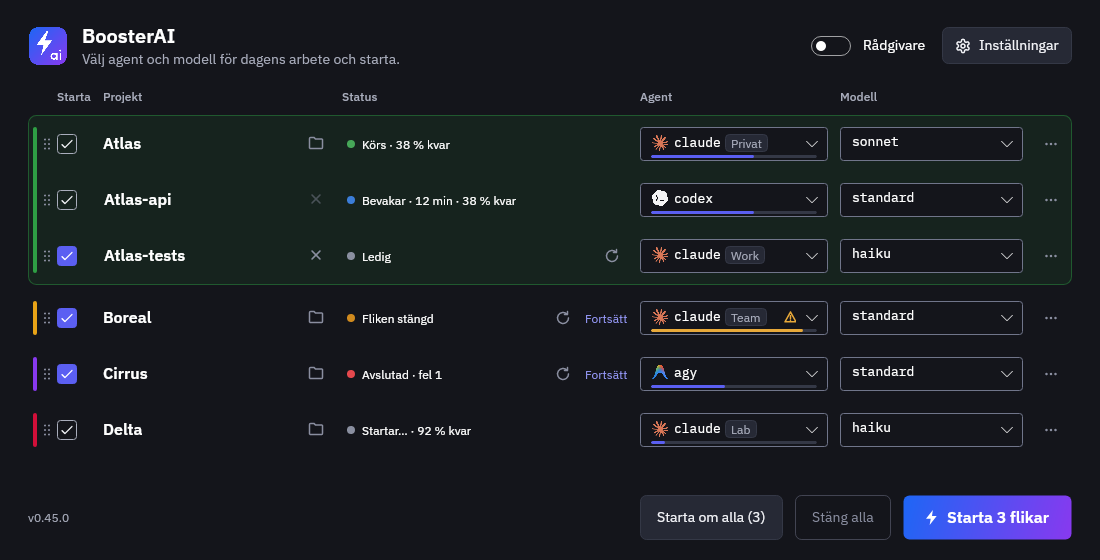 ai
BoosterAI
Välj agent och modell för dagens arbete och starta.
Rådgivare
Inställningar
Starta Projekt Status Agent Modell
Atlas Körs · 38 % kvar claude Privat sonnet
Atlas-api Bevakar · 12 min · 38 % kvar codex standard
Atlas-tests Ledig claude Work haiku
Boreal Fliken stängd Fortsätt claude Team standard
Cirrus Avslutad · fel 1 Fortsätt agy standard
Delta Startar... · 92 % kvar claude Lab haiku
v0.45.0 Starta om alla (3) Stäng alla Starta 3 flikar